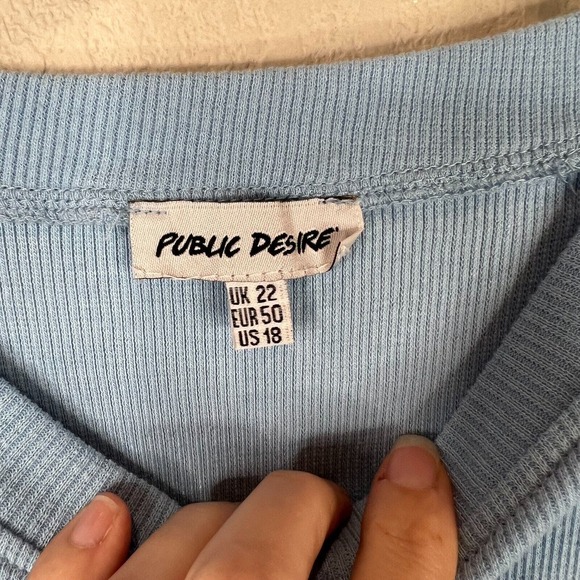 PUBLIC DESIRE
UK 22
EUR 50
US 18